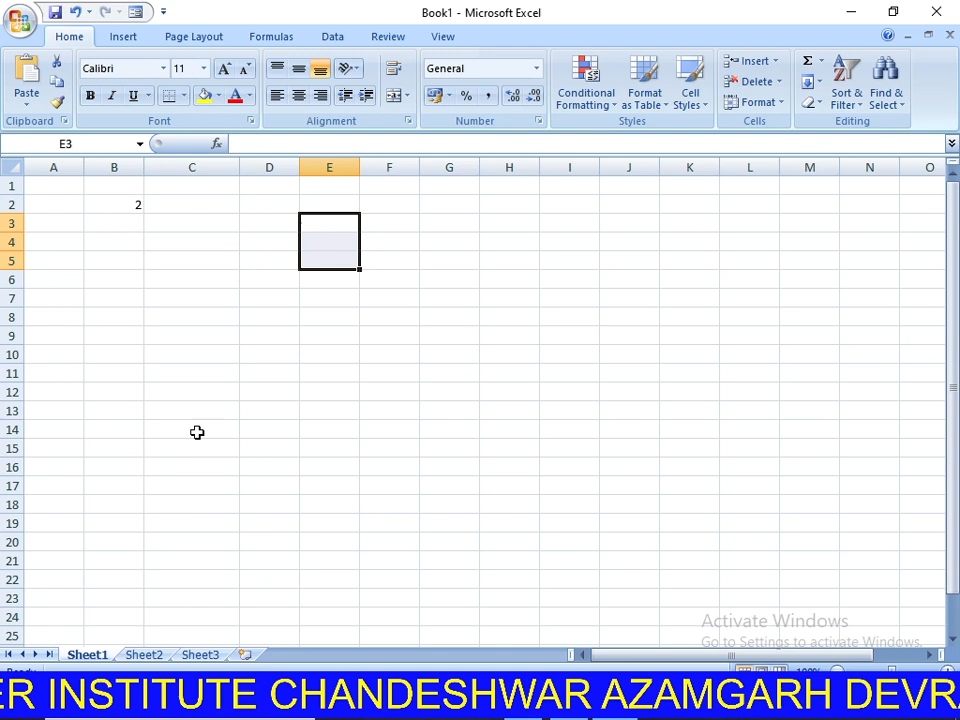 Book1 - Microsoft Excel
Home Insert Page Layout Formulas Data Review View
Paste Calibri 11 A A General Conditional Formatting Format as Table Cell Styles Insert Delete Format Σ Sort & Filter Find & Select
B I U A % ,
Clipboard Font Alignment Number Styles Cells Editing
E3 fx
A B C D E F G H I J K L M N O
1
2 2
3
4
5
6
7
8
9
10
11
12
13
14
15
16
17
18
19
20
21
22
23
24
Activate Windows
25
Go to Settings to activate Windows.
Sheet1 Sheet2 Sheet3
ER INSTITUTE CHANDESHWAR AZAMGARH DEVRA